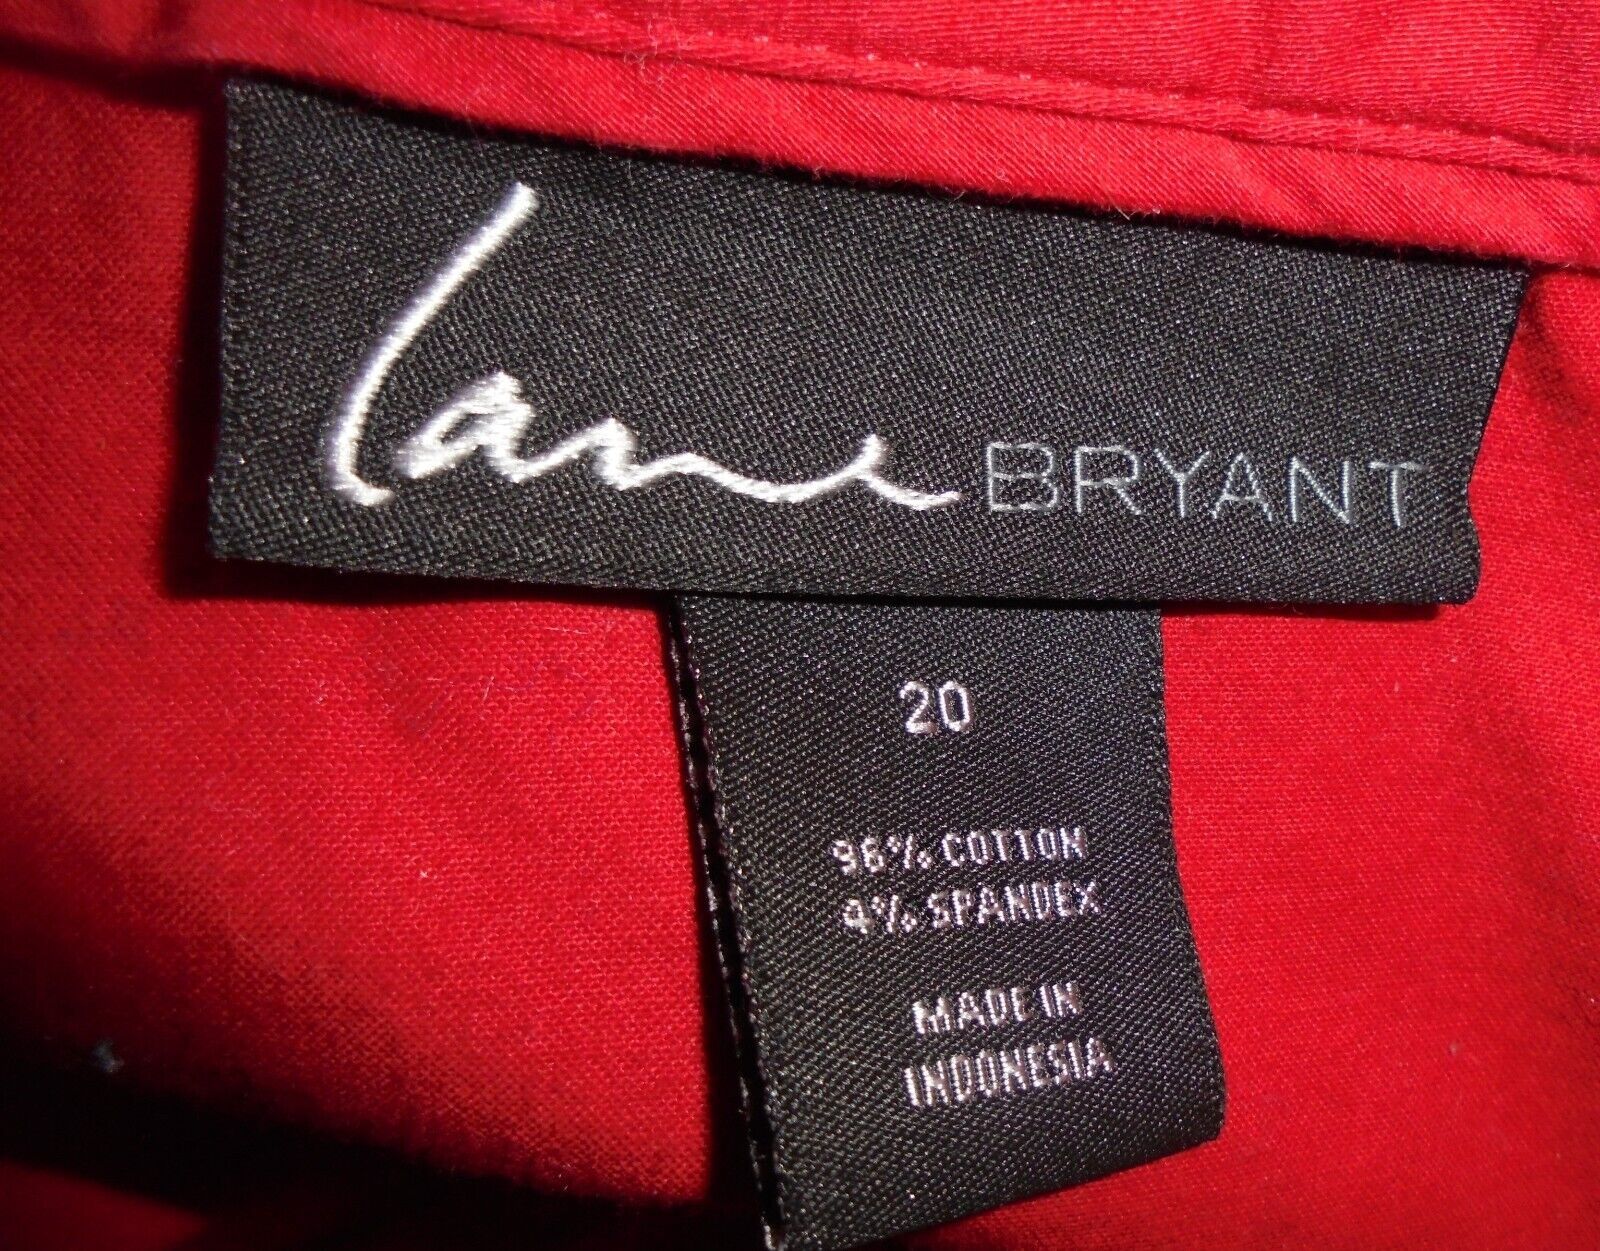 Lane BRYANT
20
96% COTTON
4% SPANDEX
MADE IN
INDONESIA